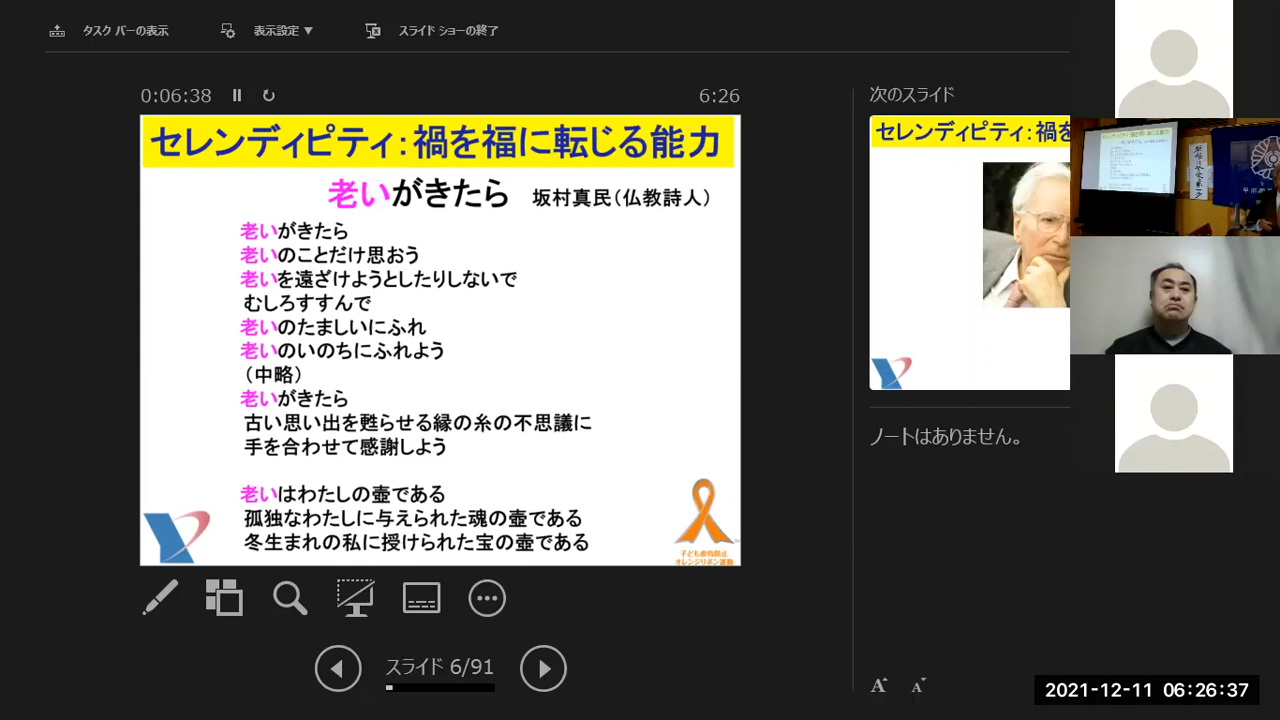 タスク バーの表示
表示設定 ▼
スライド ショーの終了
0:06:38
6:26
次のスライド
セレンディピティ：禍を福に転じる能力
老いがきたら 坂村真民（仏教詩人）
老いがきたら
老いのことだけ思おう
老いを遠ざけようとしたりしないで
むしろすすんで
老いのたましいにふれ
老いのいのちにふれよう
（中略）
老いがきたら
古い思い出を甦らせる縁の糸の不思議に
手を合わせて感謝しよう
老いはわたしの壷である
孤独なわたしに与えられた魂の壷である
冬生まれの私に授けられた宝の壷である
子ども虐待防止
オレンジリボン運動
セレンディピティ：禍を
ノートはありません。
スライド 6/91
A A
2021-12-11 06:26:37